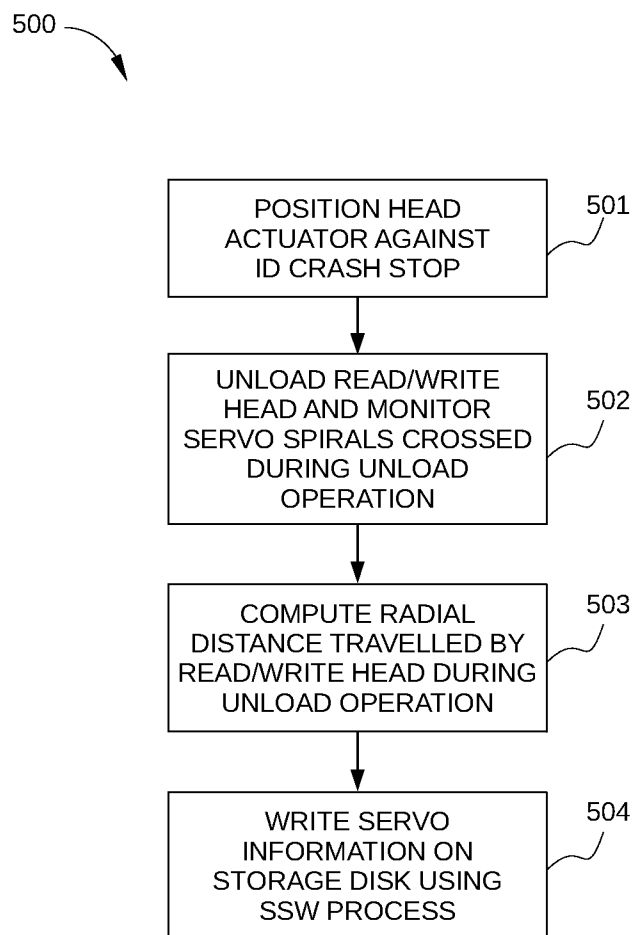 500
POSITION HEAD
ACTUATOR AGAINST
ID CRASH STOP
501
UNLOAD READ/WRITE
HEAD AND MONITOR
SERVO SPIRALS CROSSED
DURING UNLOAD
OPERATION
502
COMPUTE RADIAL
DISTANCE TRAVELLED BY
READ/WRITE HEAD DURING
UNLOAD OPERATION
503
WRITE SERVO
INFORMATION ON
STORAGE DISK USING
SSW PROCESS
504